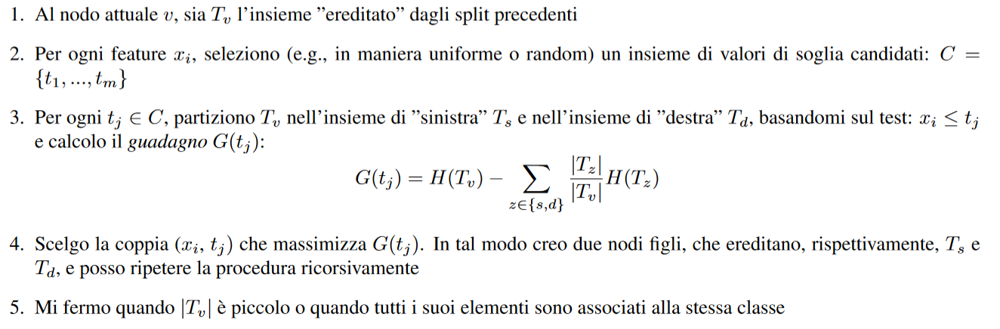 1. Al nodo attuale v, sia T_v l'insieme "ereditato" dagli split precedenti
2. Per ogni feature x_i, seleziono (e.g., in maniera uniforme o random) un insieme di valori di soglia candidati: C =
{t_1, ..., t_m}
3. Per ogni t_j ∈ C, partiziono T_v nell'insieme di "sinistra" T_s e nell'insieme di "destra" T_d, basandomi sul test: x_i ≤ t_j
e calcolo il guadagno G(t_j):
G(t_j) = H(T_v) − ∑_{z∈{s,d}} |T_z|/|T_v| H(T_z)
4. Scelgo la coppia (x_i, t_j) che massimizza G(t_j). In tal modo creo due nodi figli, che ereditano, rispettivamente, T_s e
T_d, e posso ripetere la procedura ricorsivamente
5. Mi fermo quando |T_v| è piccolo o quando tutti i suoi elementi sono associati alla stessa classe